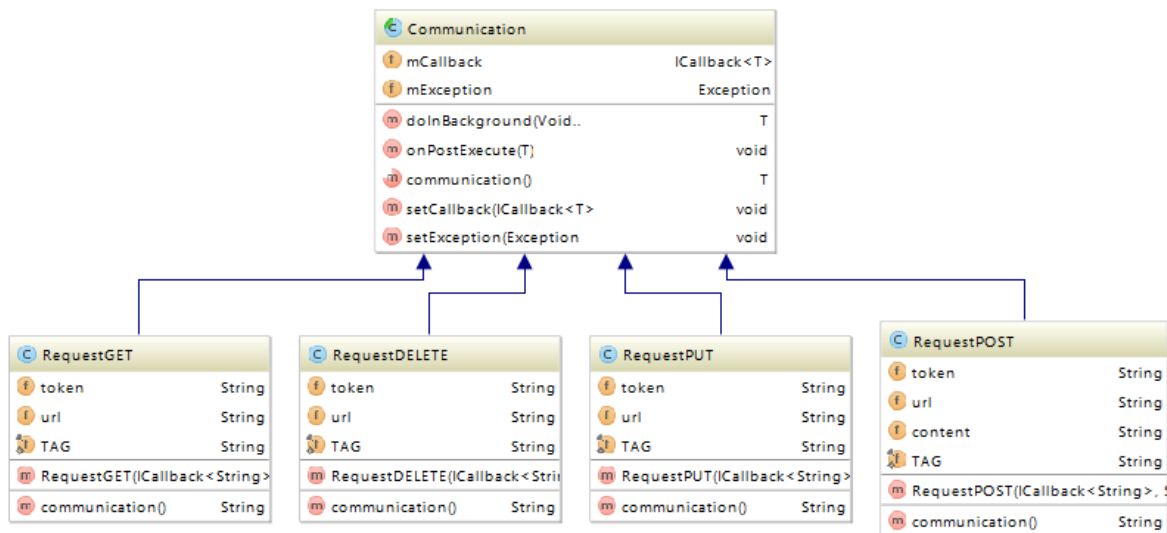 Communication
mCallback ICallback<T>
mException Exception
doInBackground(Void.. T
onPostExecute(T) void
communication() T
setCallback(ICallback<T> void
setException(Exception void
RequestGET
token String
url String
TAG String
RequestGET(ICallback<String>
communication() String
RequestDELETE
token String
url String
TAG String
RequestDELETE(ICallback<Stri
communication() String
RequestPUT
token String
url String
TAG String
RequestPUT(ICallback<String>
communication() String
RequestPOST
token String
url String
content String
TAG String
RequestPOST(ICallback<String>, S
communication() String